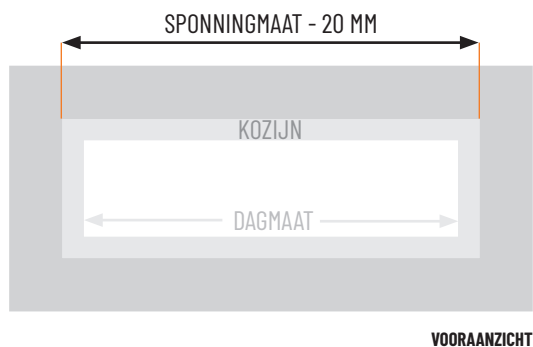 SPONNINGMAAT - 20 MM
KOZIJN
DAGMAAT
VOORAANZICHT